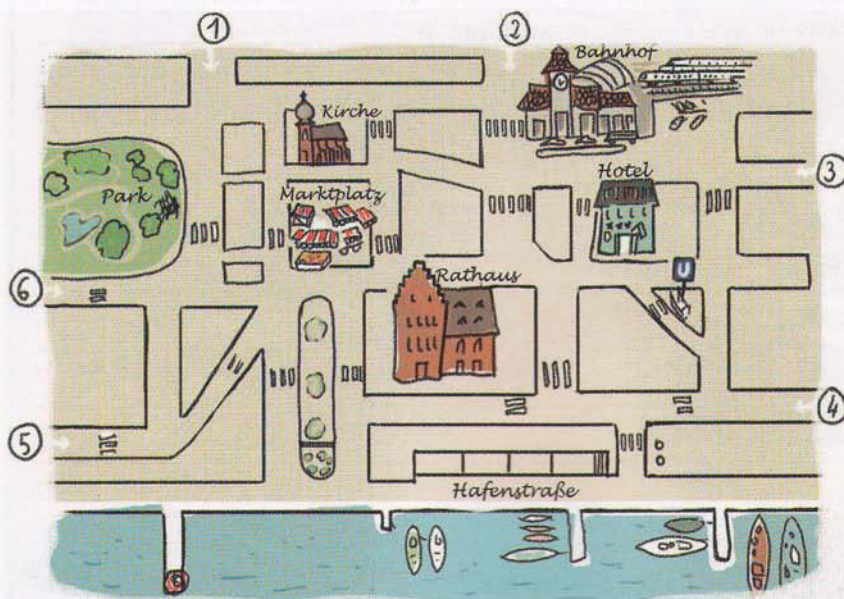 1
2
Bahnhof
Kirche
3
Hotel
Park
Marktplatz
U
Rathaus
6
4
5
Hafenstraße